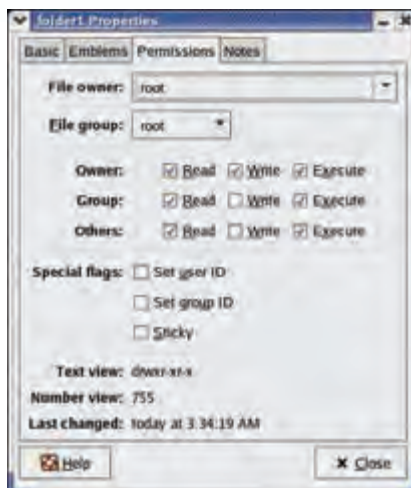 folder1 Properties
Basic Emblems Permissions Notes
File owner: root
File group: root
Owner: Read Write Execute
Group: Read Write Execute
Others: Read Write Execute
Special flags: Set user ID
Set group ID
Sticky
Text view: drwxr-xr-x
Number view: 755
Last changed: today at 3:34:19 AM
Help Close